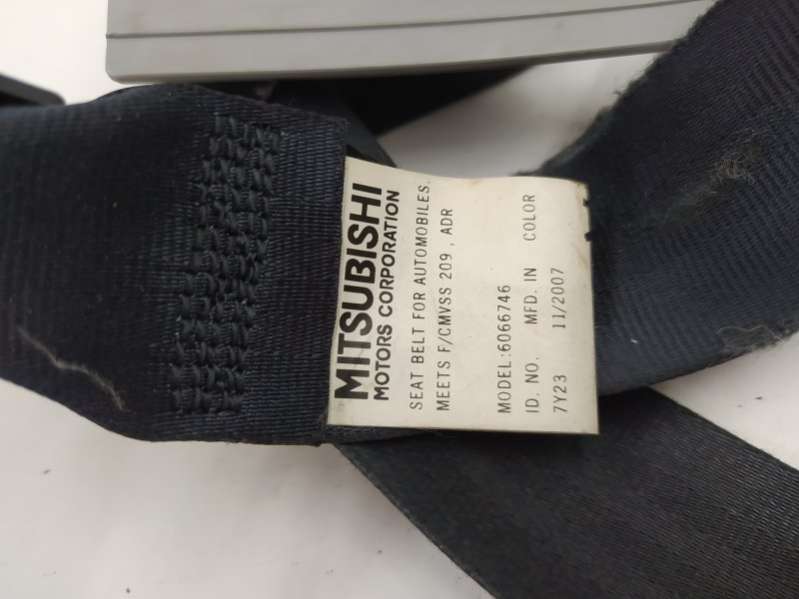 MITSUBISHI
MOTORS CORPORATION
SEAT BELT FOR AUTOMOBILES.
MEETS F/CMVSS 209 , ADR
MODEL:6066746
ID. NO. MFD. IN COLOR
7Y23 11/2007